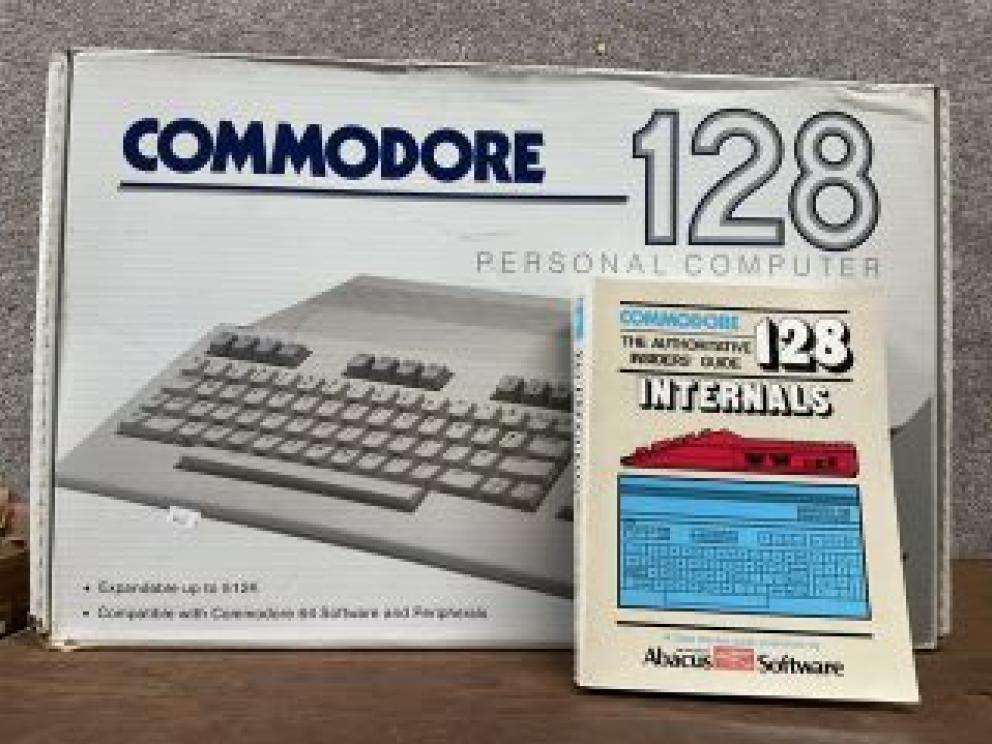 COMMODORE 128
PERSONAL COMPUTER
• Expandable up to 512K
• Compatible with Commodore 64 Software and Peripherals
COMMODORE 128
THE AUTHORITATIVE
INSIDERS' GUIDE
INTERNALS
Abacus Software